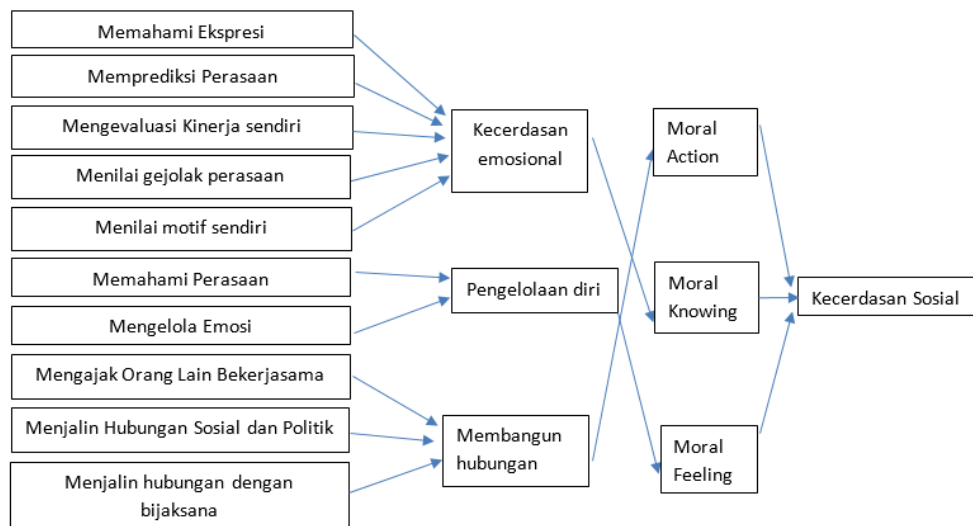 Memahami Ekspresi
Memprediksi Perasaan
Mengevaluasi Kinerja sendiri
Menilai gejolak perasaan
Menilai motif sendiri
Memahami Perasaan
Mengelola Emosi
Mengajak Orang Lain Bekerjasama
Menjalin Hubungan Sosial dan Politik
Menjalin hubungan dengan
bijaksana
Kecerdasan
emosional
Pengelolaan diri
Membangun
hubungan
Moral
Action
Moral
Knowing
Moral
Feeling
Kecerdasan Sosial